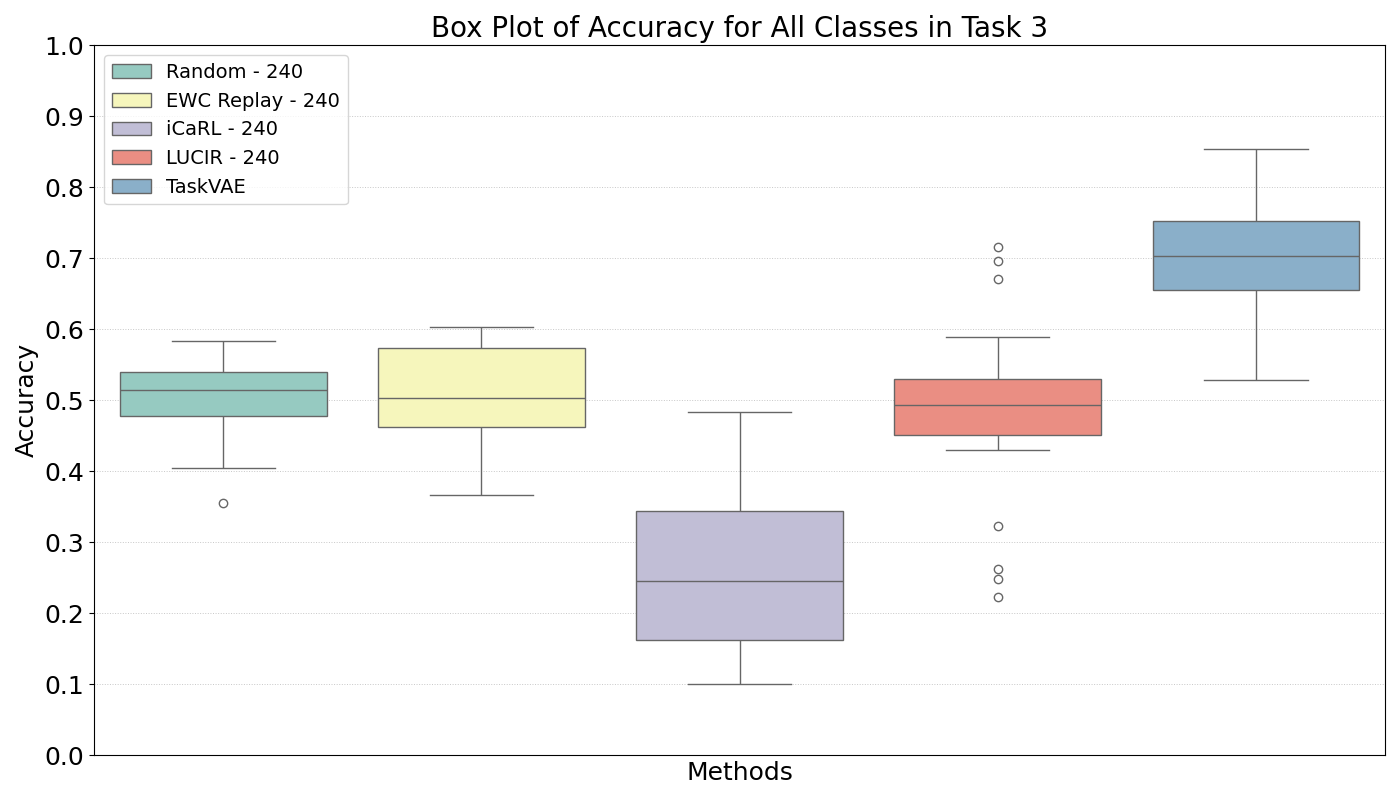 Box Plot of Accuracy for All Classes in Task 3
1.0
0.9
0.8
0.7
0.6
0.5
0.4
0.3
0.2
0.1
0.0
Accuracy
Random - 240
EWC Replay - 240
iCaRL - 240
LUCIR - 240
TaskVAE
Methods